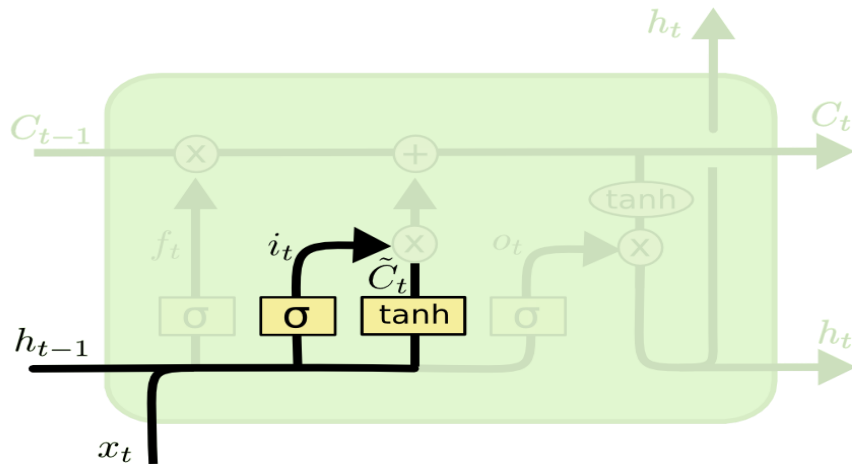 h_t
C_{t-1}
C_t
x
+
tanh
f_t
i_t
x
o_t
x
C̃_t
σ
σ
tanh
σ
h_{t-1}
h_t
x_t